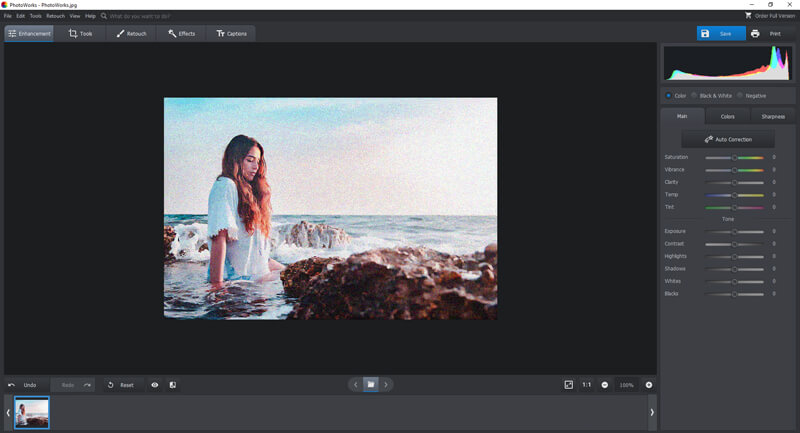 PhotoWorks - PhotoWorks.jpg
File Edit Tools Retouch View Help What do you want to do? Order Full Version
Enhancement Tools Retouch Effects Captions Save Print
Color Black & White Negative
Main Colors Sharpness
Auto Correction
Saturation 0
Vibrance 0
Clarity 0
Temp 0
Tint 0
Tone
Exposure 0
Contrast 0
Highlights 0
Shadows 0
Whites 0
Blacks 0
Undo Redo Reset 1:1 100%